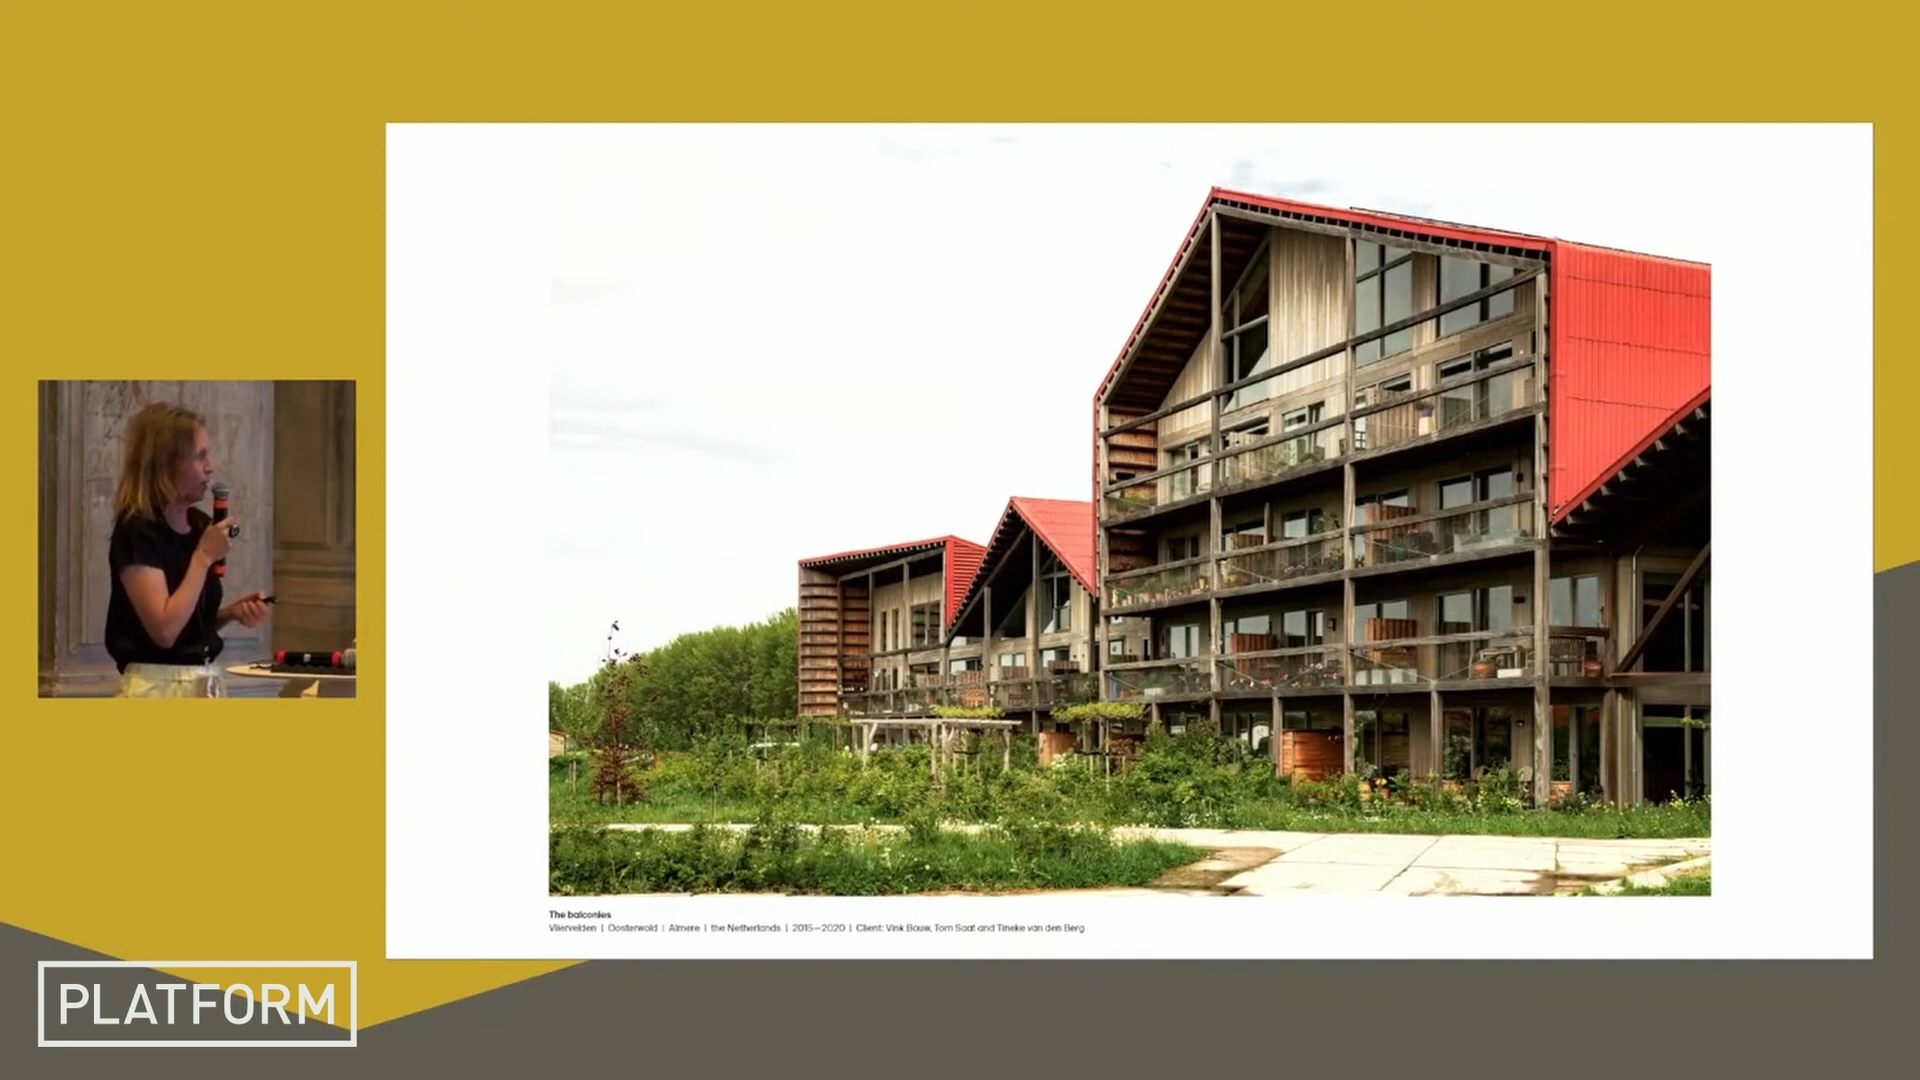 The balconies
Vliervelden | Oosterwold | Almere | the Netherlands | 2015—2020 | Client: Vink Bouw, Tom Saat and Tineke van den Berg
PLATFORM